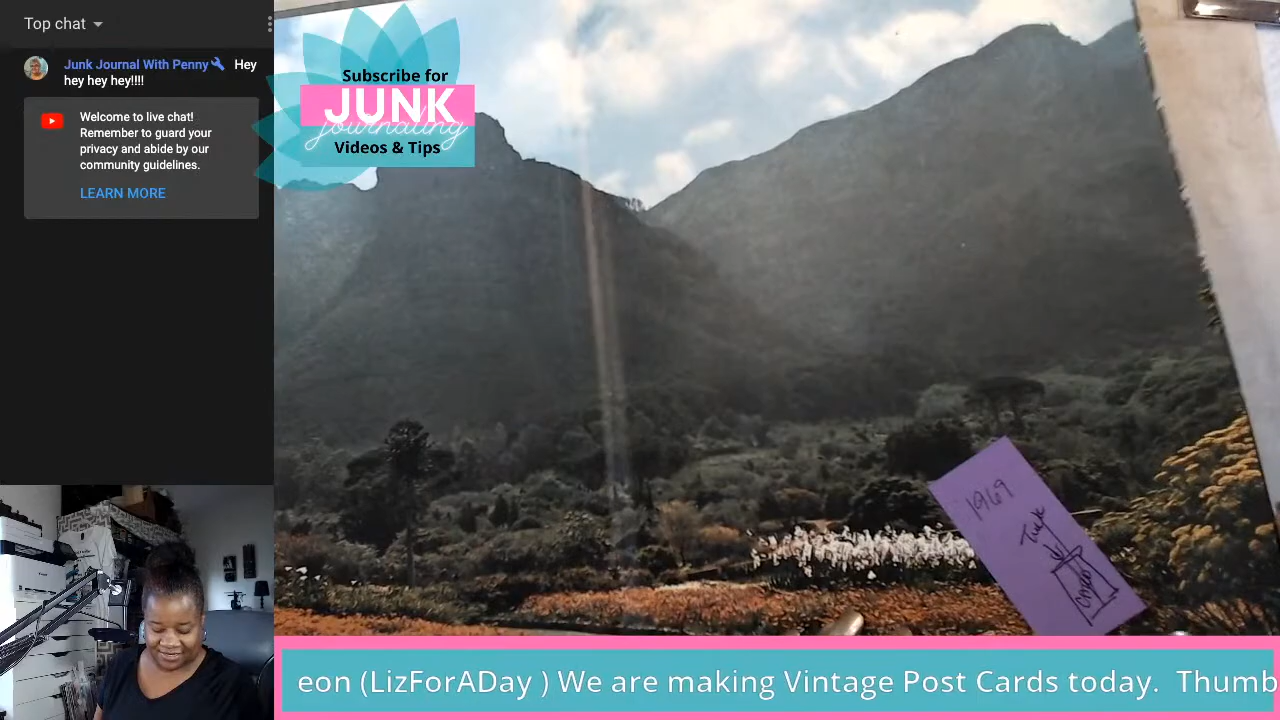 Top chat
Junk Journal With Penny Hey
hey hey hey!!!!
Welcome to live chat!
Remember to guard your
privacy and abide by our
community guidelines.
LEARN MORE
Subscribe for
JUNK
journaling
Videos & Tips
1969
Tuck
eon (LizForADay ) We are making Vintage Post Cards today. Thumb